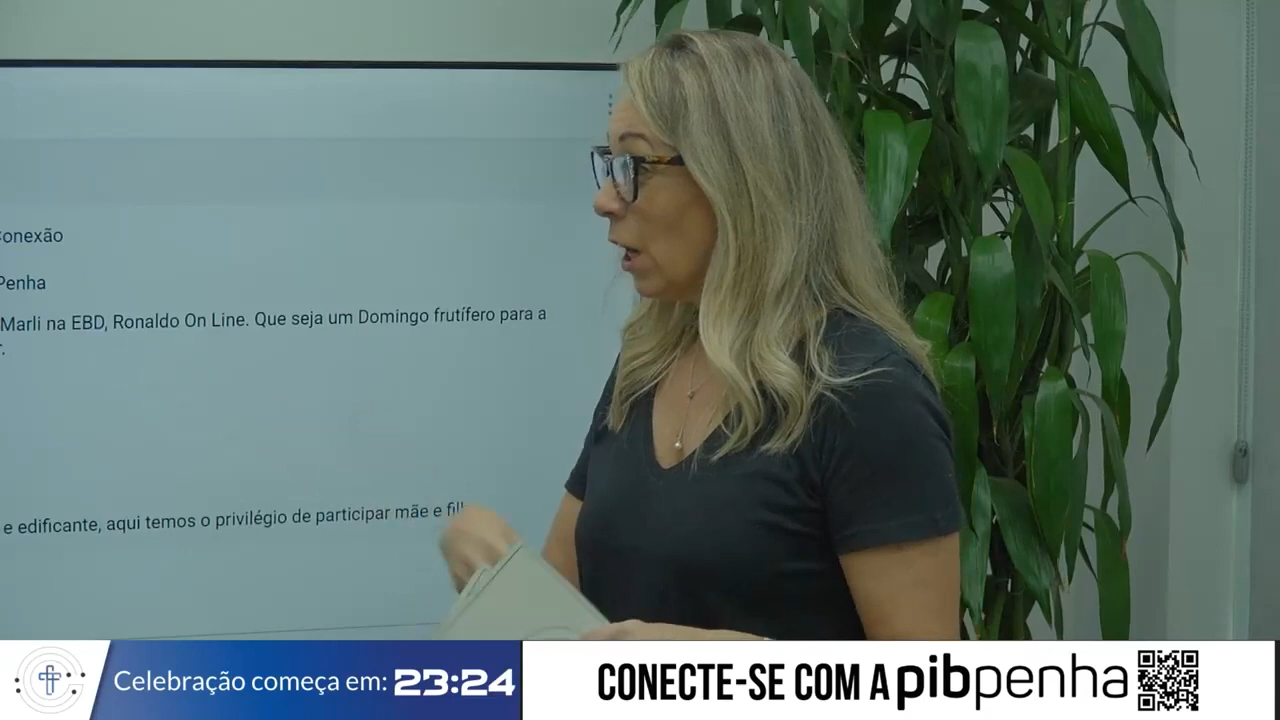 onexão
Penha
Marli na EBD, Ronaldo On Line. Que seja um Domingo frutífero para a
r.
e edificante, aqui temos o privilégio de participar mãe e
Celebração começa em: 23:24
CONECTE-SE COM A pibpenha